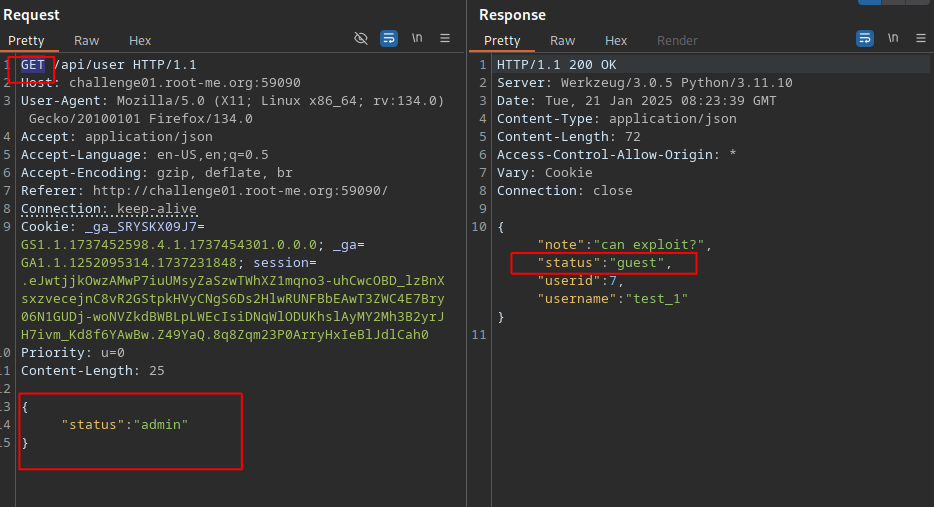 Request
Pretty Raw Hex \n
1 GET /api/user HTTP/1.1
2 Host: challenge01.root-me.org:59090
3 User-Agent: Mozilla/5.0 (X11; Linux x86_64; rv:134.0)
Gecko/20100101 Firefox/134.0
4 Accept: application/json
5 Accept-Language: en-US,en;q=0.5
6 Accept-Encoding: gzip, deflate, br
7 Referer: http://challenge01.root-me.org:59090/
8 Connection: keep-alive
9 Cookie: _ga_SRYSKX09J7=
GS1.1.1737452598.4.1.1737454301.0.0.0; _ga=
GA1.1.1252095314.1737231848; session=
.eJwtjjkOwzAMwP7iuUMsyZaSzwTWhXZ1mqno3-uhCwcOBD_lzBnX
sxzvecejnC8vR2GStpkHVyCNgS6Ds2HlwRUNFBbEAwT3ZWC4E7Bry
06N1GUDj-woNVZkdBWBLpLWEcIsiDNqWlODUKhslAyMY2Mh3B2yrJ
H7ivm_Kd8f6YAwBw.Z49YaQ.8q8Zqm23P0ArryHxIeBlJdlCah0
10 Priority: u=0
11 Content-Length: 25
12
13 {
14 "status":"admin"
15 }
Response
Pretty Raw Hex Render \n
1 HTTP/1.1 200 OK
2 Server: Werkzeug/3.0.5 Python/3.11.10
3 Date: Tue, 21 Jan 2025 08:23:39 GMT
4 Content-Type: application/json
5 Content-Length: 72
6 Access-Control-Allow-Origin: *
7 Vary: Cookie
8 Connection: close
9
10 {
"note":"can exploit?",
"status":"guest",
"userid":7,
"username":"test_1"
}
11